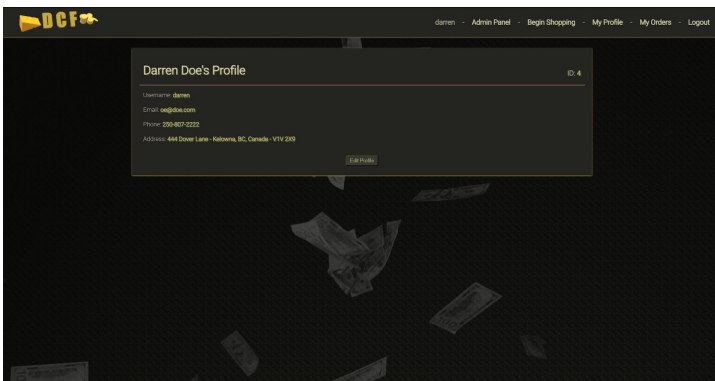 DCF
darren - Admin Panel - Begin Shopping - My Profile - My Orders - Logout
Darren Doe's Profile
ID: 4
Username: darren
Email: oe@doe.com
Phone: 250-807-2222
Address: 444 Dover Lane - Kelowna, BC, Canada - V1V 2X9
Edit Profile